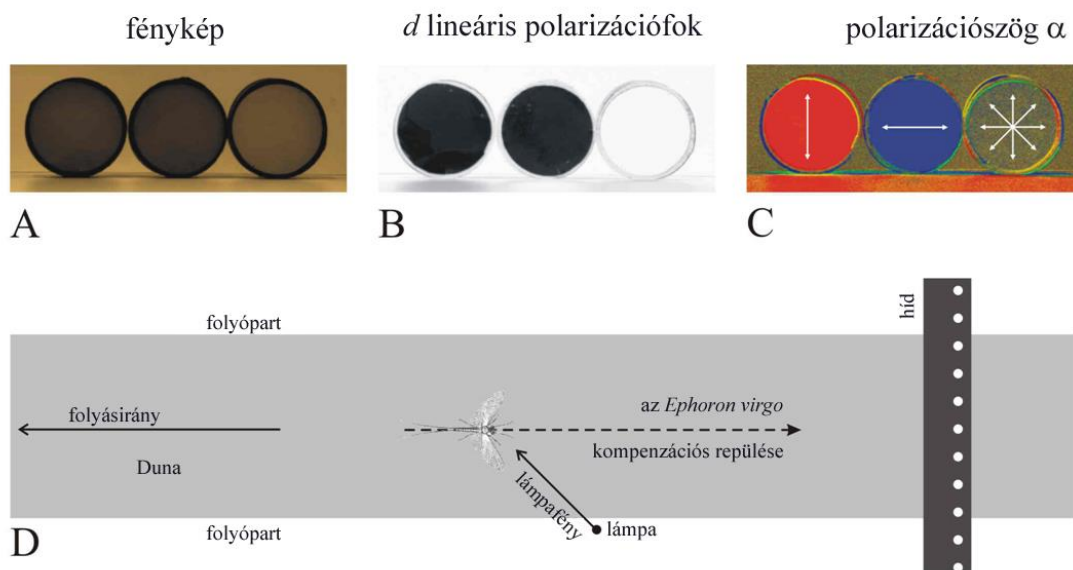 fénykép
d lineáris polarizációfok
polarizációszög α
A
B
C
folyópart
híd
folyásirány
az Ephoron virgo
kompenzációs repülése
Duna
lámpafény
lámpa
folyópart
D